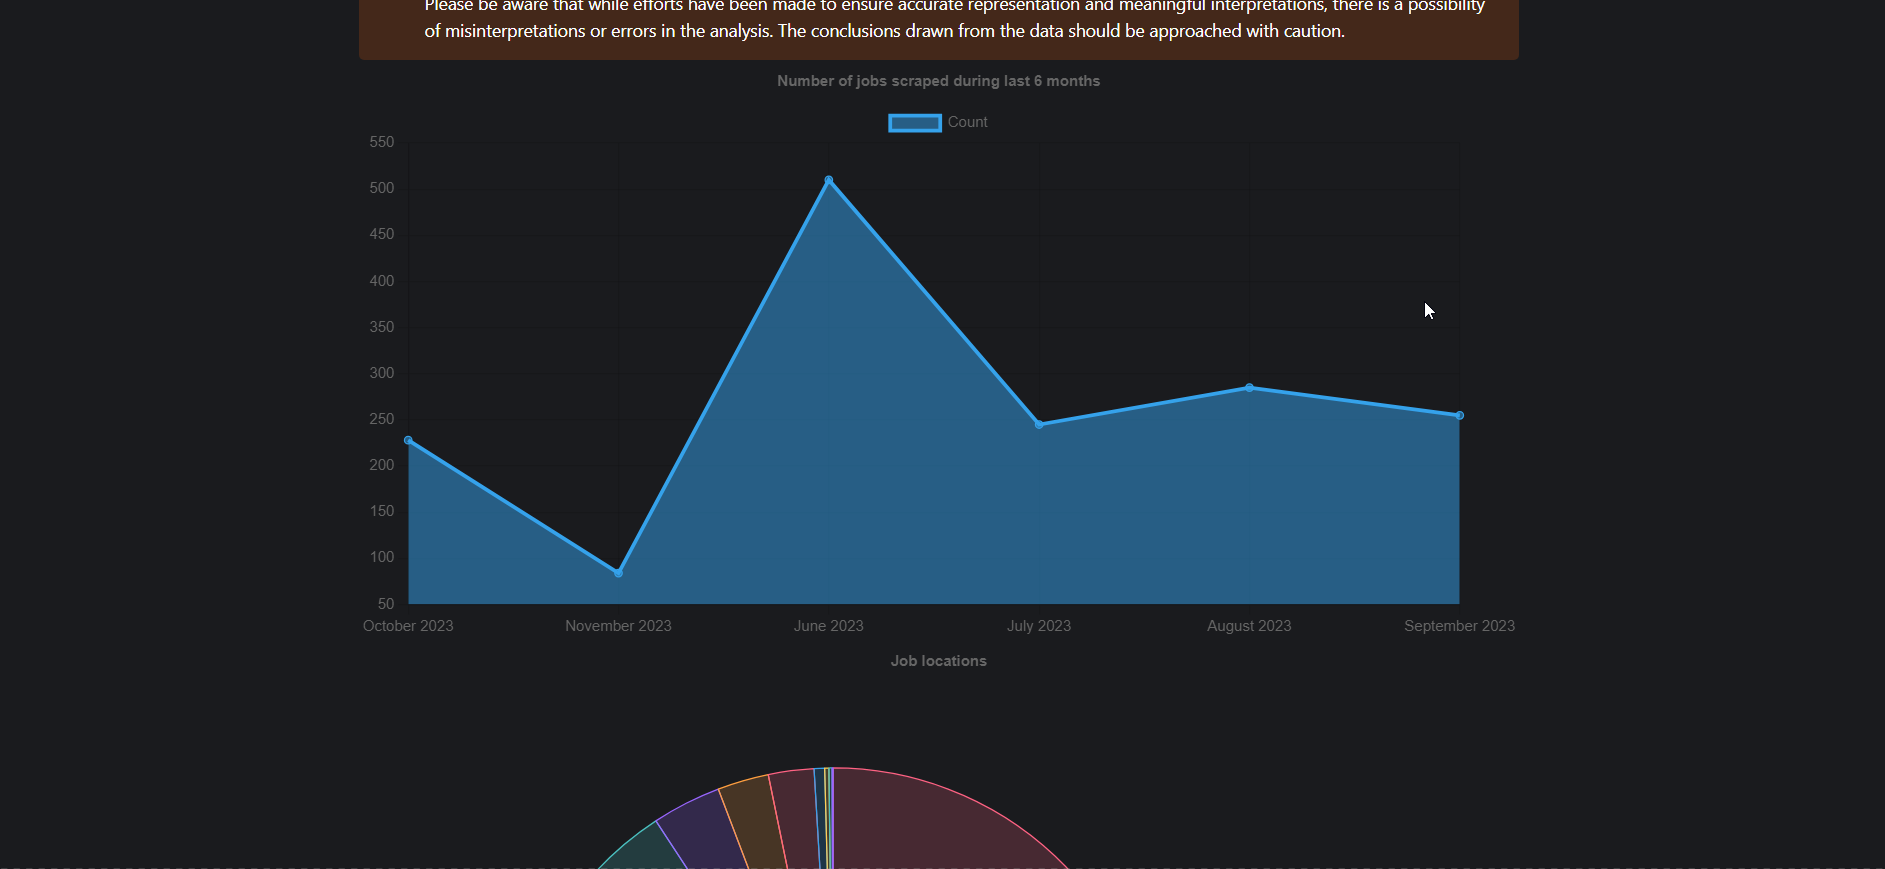 Please be aware that while efforts have been made to ensure accurate representation and meaningful interpretations, there is a possibility
of misinterpretations or errors in the analysis. The conclusions drawn from the data should be approached with caution.
Number of jobs scraped during last 6 months
Count
550
500
450
400
350
300
250
200
150
100
50
October 2023 November 2023 June 2023 July 2023 August 2023 September 2023
Job locations